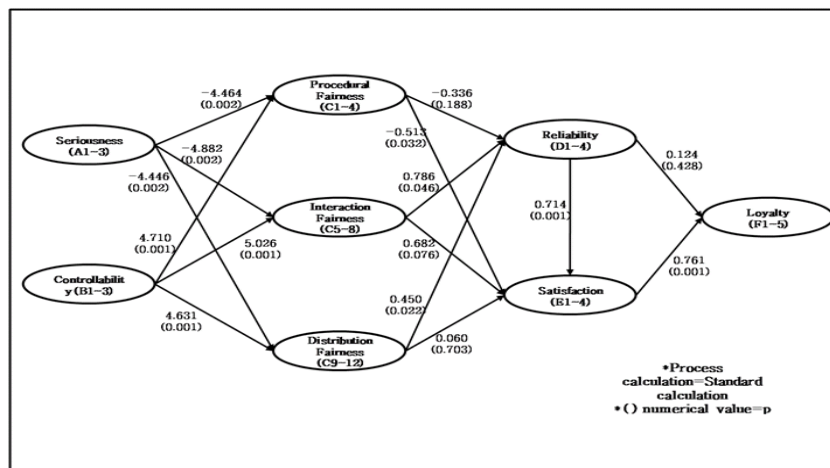 Procedural
Fairness
(C1-4)
-4.464
(0.002)
-0.336
(0.188)
Seriousness
(A1-3)
-4.882
(0.002)
-0.513
(0.032)
Reliability
(D1-4)
-4.446
(0.002)
0.786
(0.046)
0.124
(0.428)
Interaction
Fairness
(C5-8)
0.714
(0.001)
Loyalty
(F1-5)
4.710
(0.001)
5.026
(0.001)
0.682
(0.076)
0.761
(0.001)
Controllabilit
y(B1-3)
Satisfaction
(E1-4)
4.631
(0.001)
0.450
(0.022)
0.060
(0.703)
Distribution
Fairness
(C9-12)
*Process
calculation=Standard
calculation
*() numerical value=p